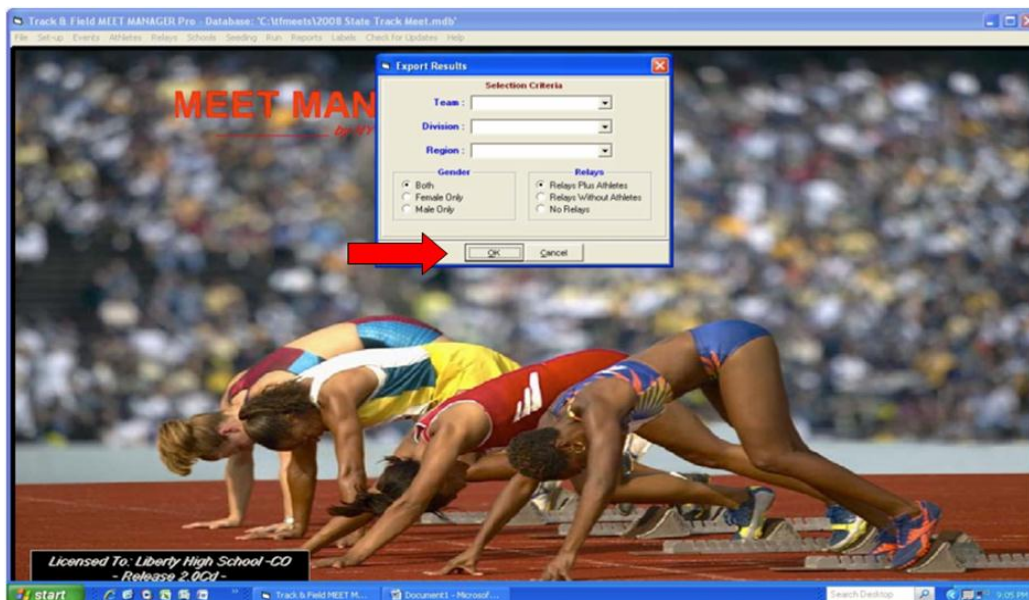 Track & Field MEET MANAGER Pro - Database: 'C:\tfmeets\2008 State Track Meet.mdb'
File Set-up Events Athletes Relays Schools Seeding Run Reports Labels Check for Updates Help
Export Results
MEET MAN
by HY
Selection Criteria
Team :
Division :
Region :
Gender
Relays
Both
Relays Plus Athletes
Female Only
Relays Without Athletes
Male Only
No Relays
OK Cancel
Licensed To: Liberty High School -CO
- Release 2.0Cd -
start
Track & Field MEET M...
Document1 - Microsof...
Search Desktop
9:05 PM